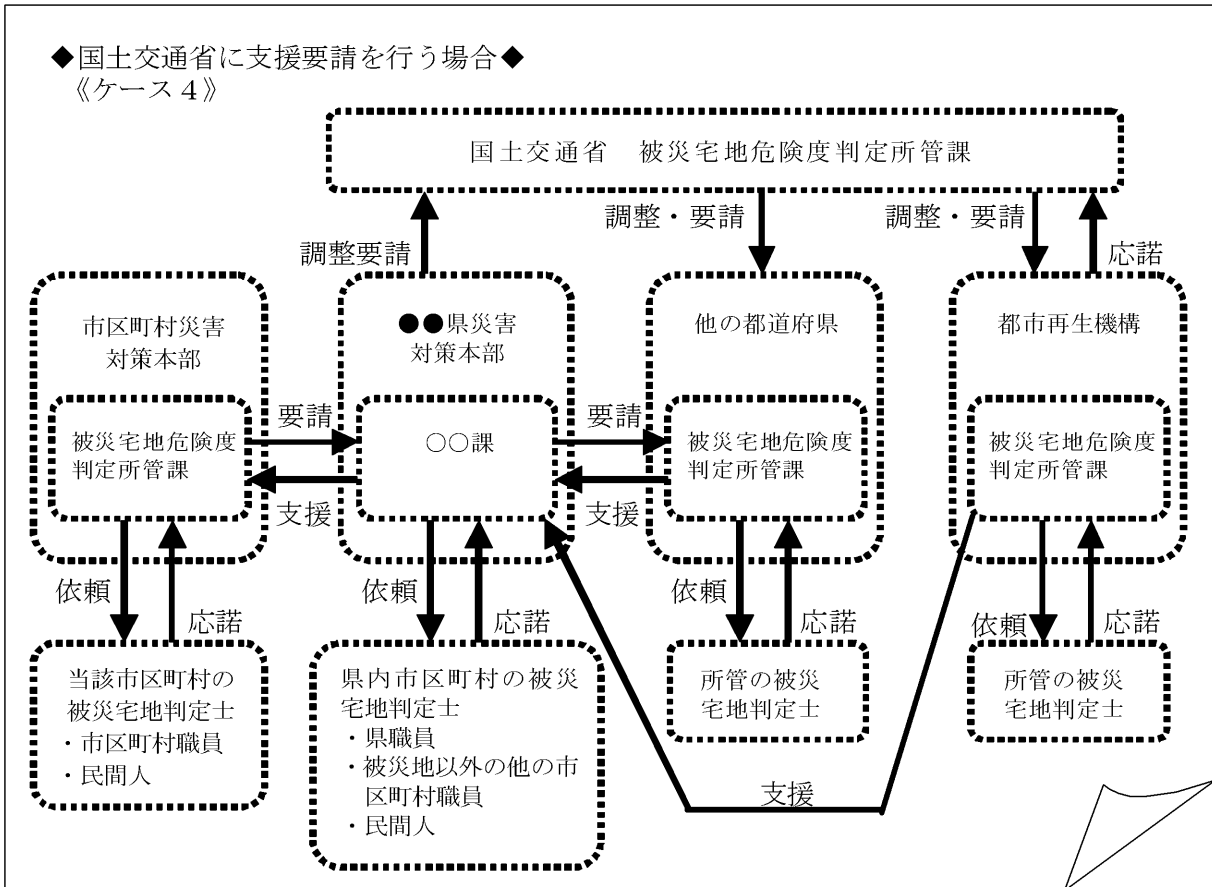 ◆国土交通省に支援要請を行う場合◆
《ケース４》
国土交通省　被災宅地危険度判定所管課
調整要請
調整・要請
調整・要請
応諾
市区町村災害
対策本部
●●県災害
対策本部
他の都道府県
都市再生機構
被災宅地危険度
判定所管課
要請
支援
○○課
要請
支援
被災宅地危険度
判定所管課
被災宅地危険度
判定所管課
依頼
応諾
依頼
応諾
依頼
応諾
依頼
応諾
当該市区町村の
被災宅地判定士
・市区町村職員
・民間人
県内市区町村の被災
宅地判定士
・県職員
・被災地以外の他の市
区町村職員
・民間人
所管の被災
宅地判定士
所管の被災
宅地判定士
支援